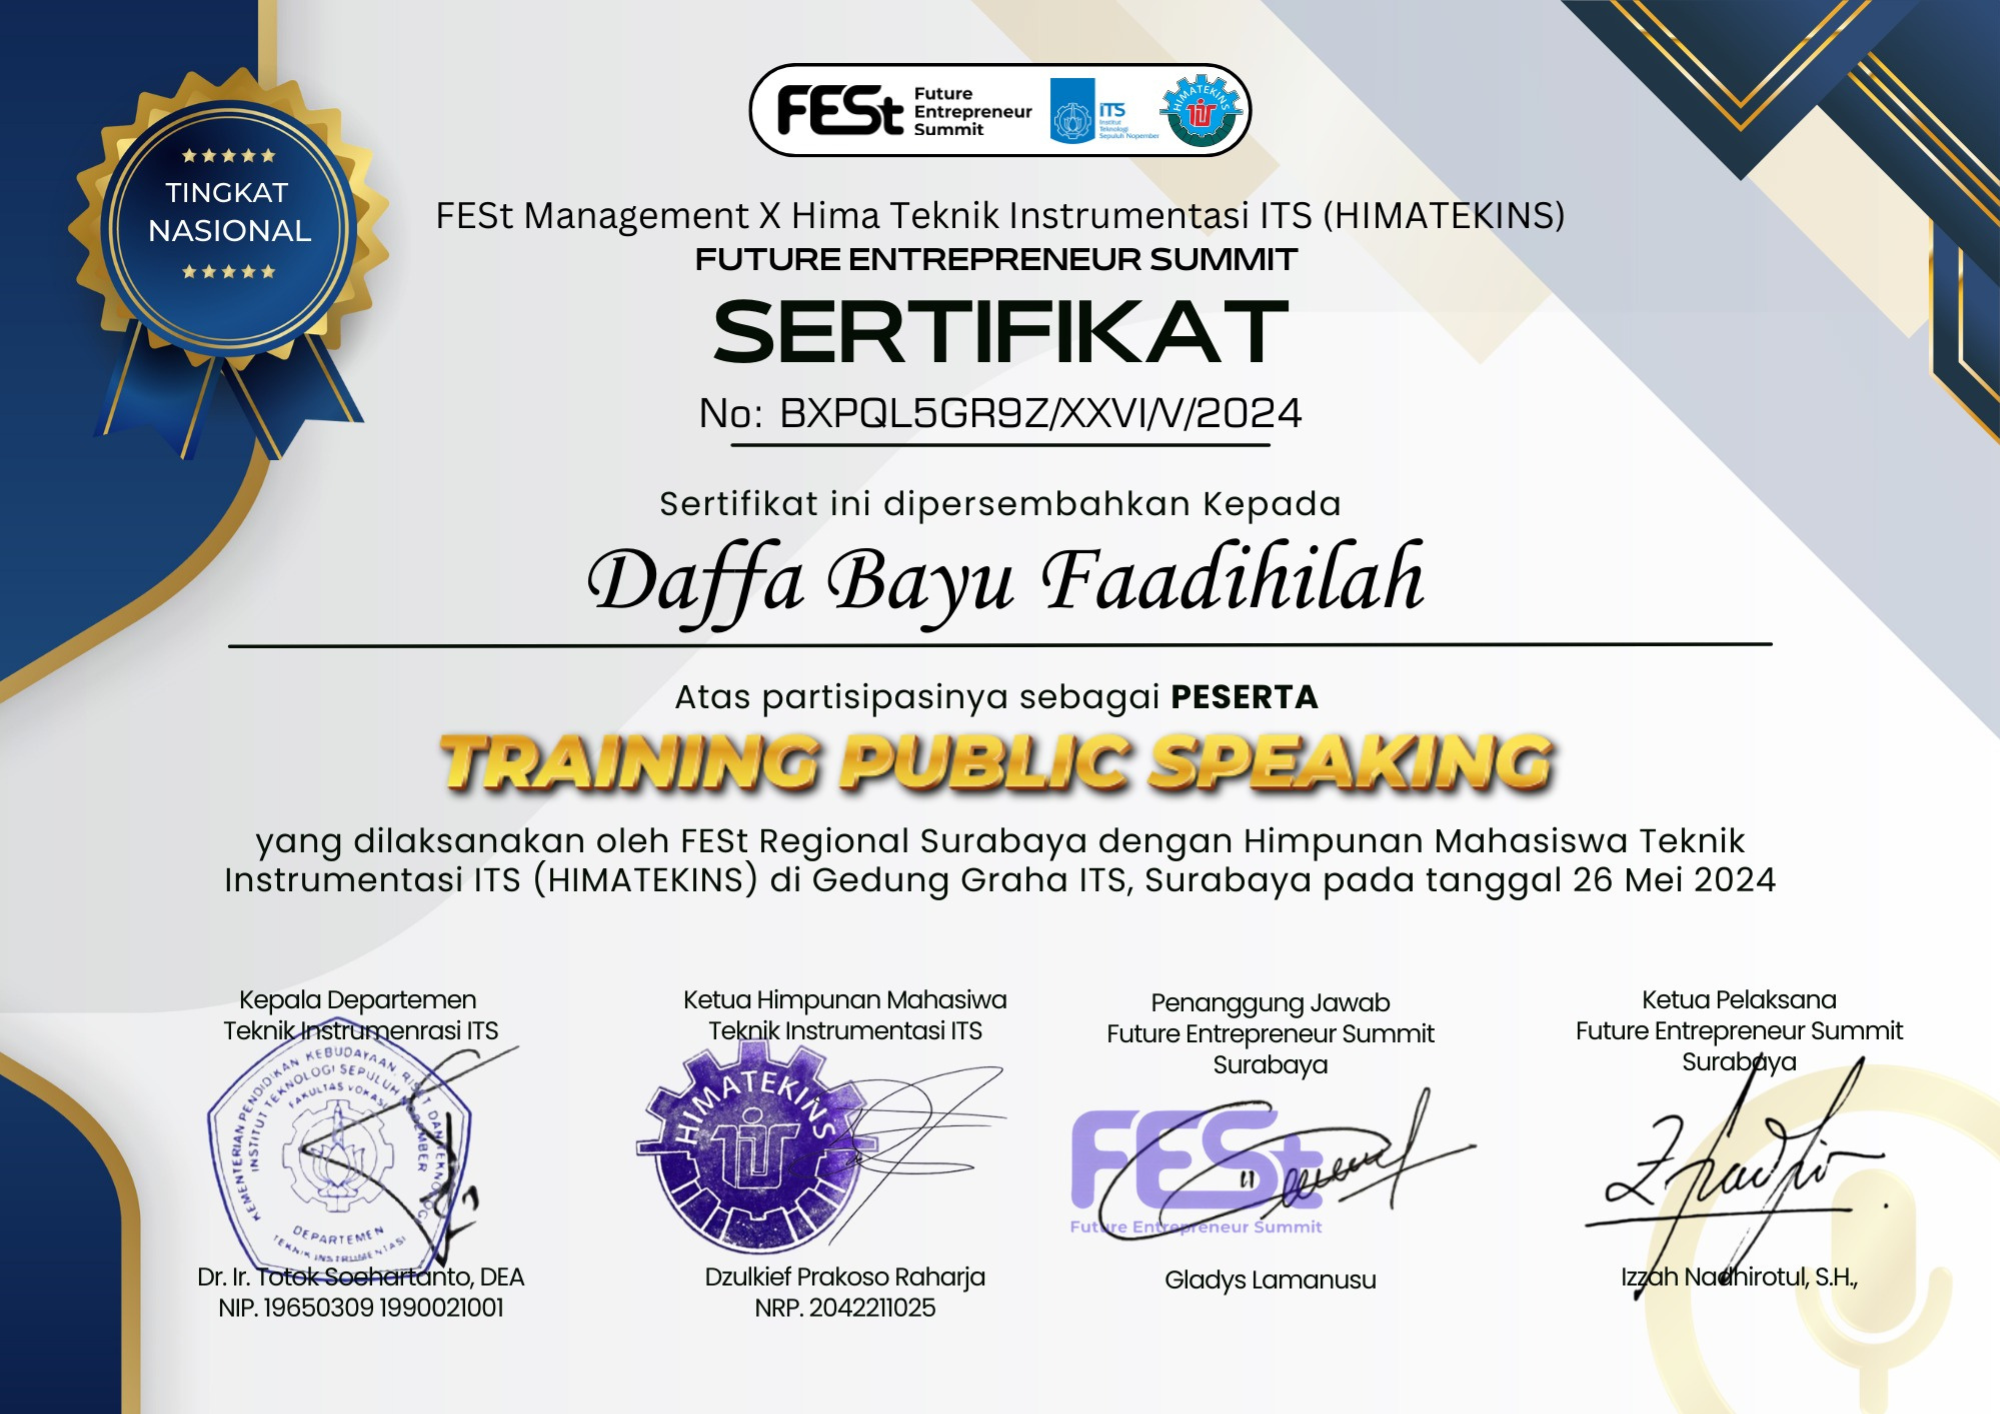 TINGKAT
NASIONAL
FESt
Future
Entrepreneur
Summit
ITS
Institut
Teknologi
Sepuluh Nopember
HIMATEKINS
FESt Management X Hima Teknik Instrumentasi ITS (HIMATEKINS)
FUTURE ENTREPRENEUR SUMMIT
SERTIFIKAT
No: BXPQL5GR9Z/XXVI/V/2024
Sertifikat ini dipersembahkan Kepada
Daffa Bayu Faadihilah
Atas partisipasinya sebagai PESERTA
TRAINING PUBLIC SPEAKING
yang dilaksanakan oleh FESt Regional Surabaya dengan Himpunan Mahasiswa Teknik
Instrumentasi ITS (HIMATEKINS) di Gedung Graha ITS, Surabaya pada tanggal 26 Mei 2024
Kepala Departemen
Teknik Instrumenrasi ITS
KEMENTERIAN PENDIDIKAN KEBUDAYAAN RISET DAN TEKNOLOGI
INSTITUT TEKNOLOGI SEPULUH NOPEMBER
FAKULTAS VOKASI
DEPARTEMEN
TEKNIK INSTRUMENTASI
Dr. Ir. Totok Soehartanto, DEA
NIP. 19650309 1990021001
Ketua Himpunan Mahasiwa
Teknik Instrumentasi ITS
HIMATEKINS
Dzulkief Prakoso Raharja
NRP. 2042211025
Penanggung Jawab
Future Entrepreneur Summit
Surabaya
FESt
Future Entrepreneur Summit
Gladys Lamanusu
Ketua Pelaksana
Future Entrepreneur Summit
Surabaya
Izzah Nadhirotul, S.H.,